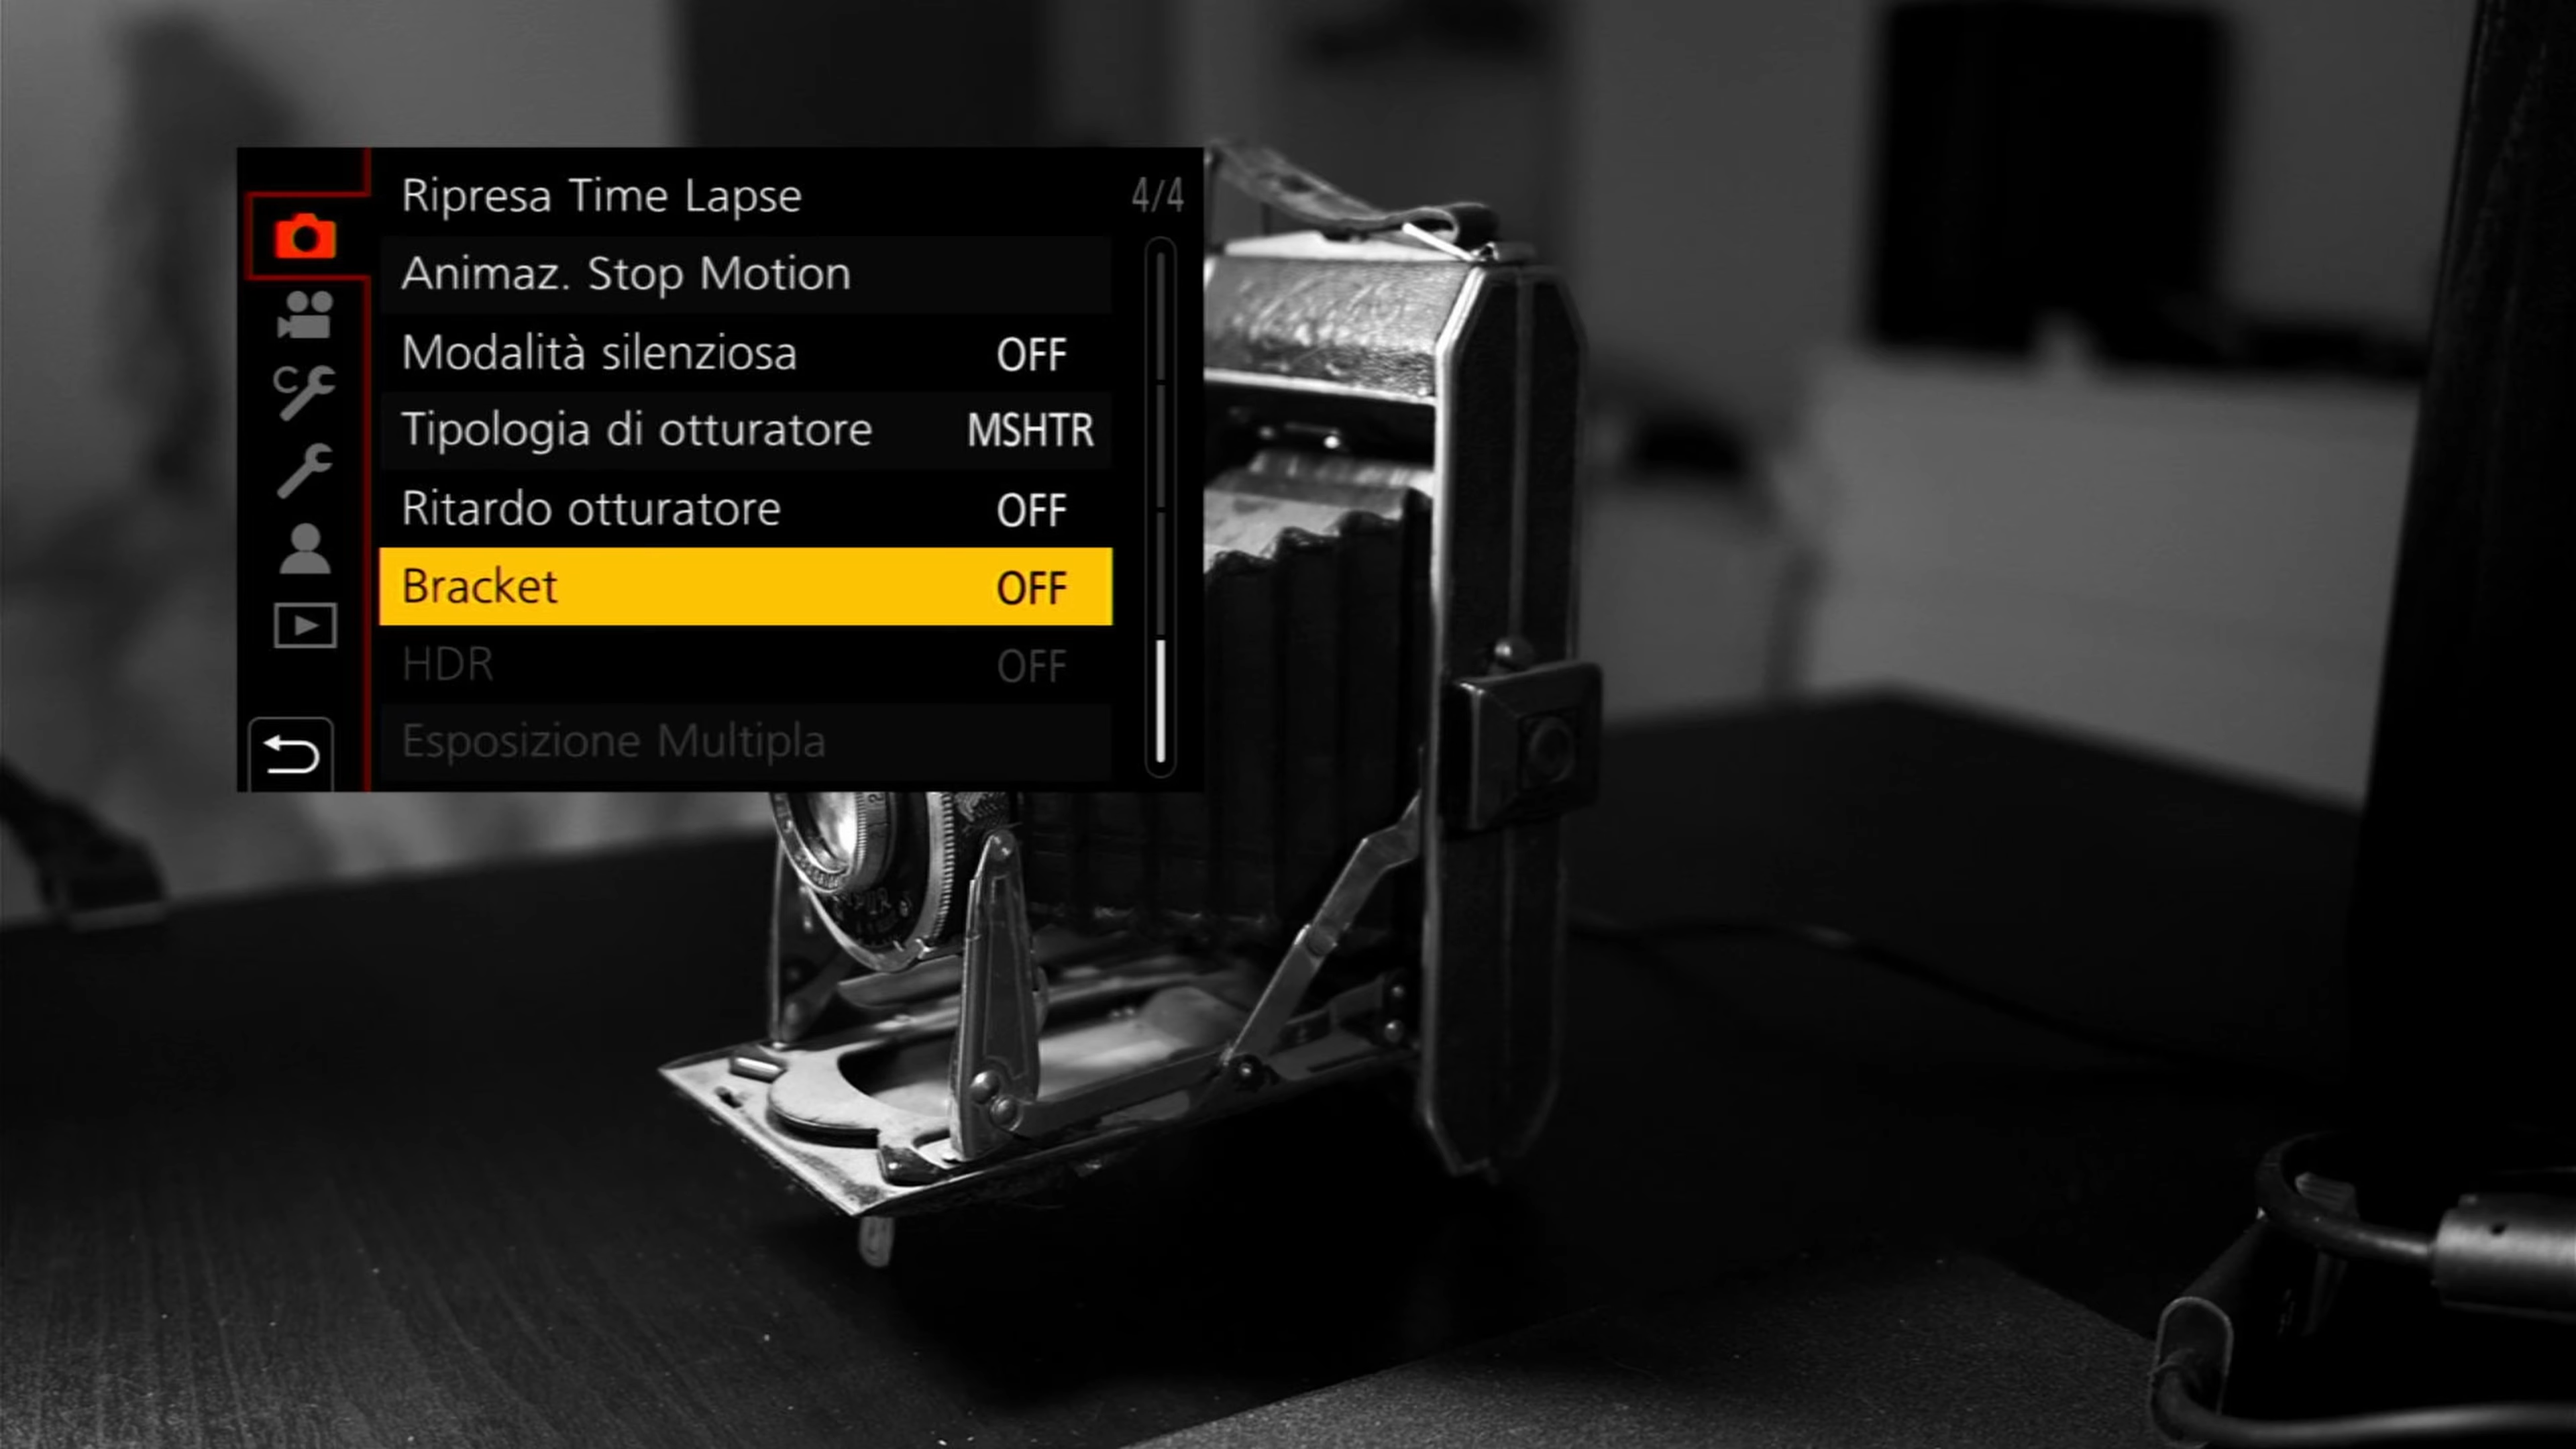 Ripresa Time Lapse 4/4
Animaz. Stop Motion
Modalità silenziosa OFF
Tipologia di otturatore MSHTR
Ritardo otturatore OFF
Bracket OFF
HDR OFF
Esposizione Multipla